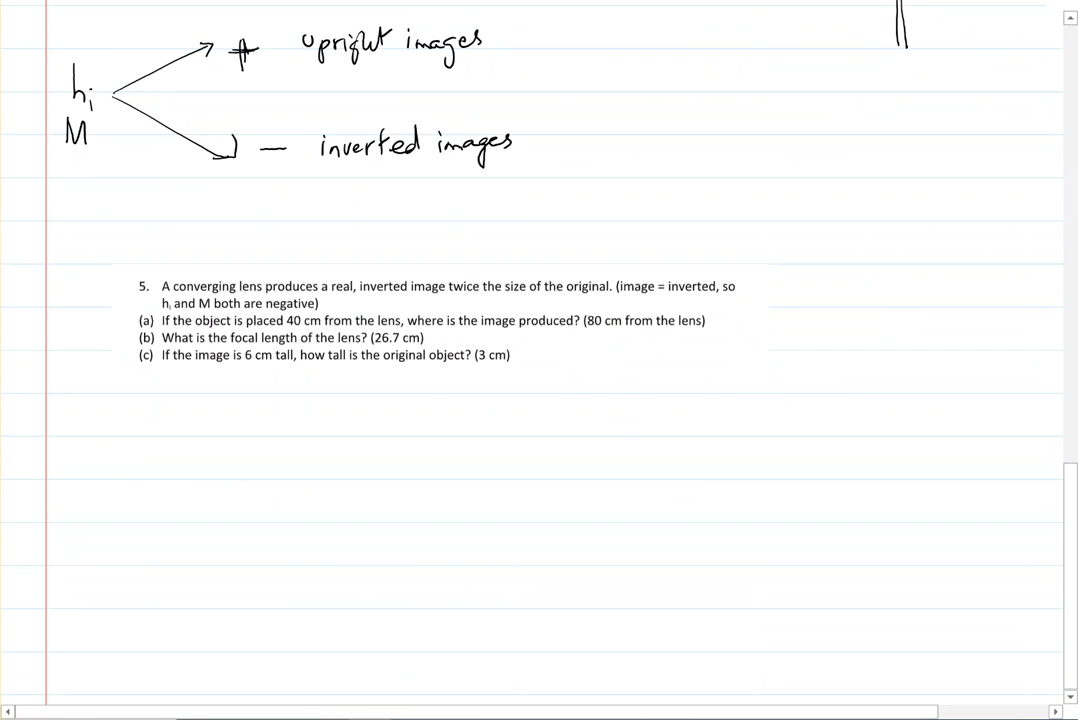 + upright images
hi
M
— inverted images
5. A converging lens produces a real, inverted image twice the size of the original. (image = inverted, so
hi and M both are negative)
(a) If the object is placed 40 cm from the lens, where is the image produced? (80 cm from the lens)
(b) What is the focal length of the lens? (26.7 cm)
(c) If the image is 6 cm tall, how tall is the original object? (3 cm)